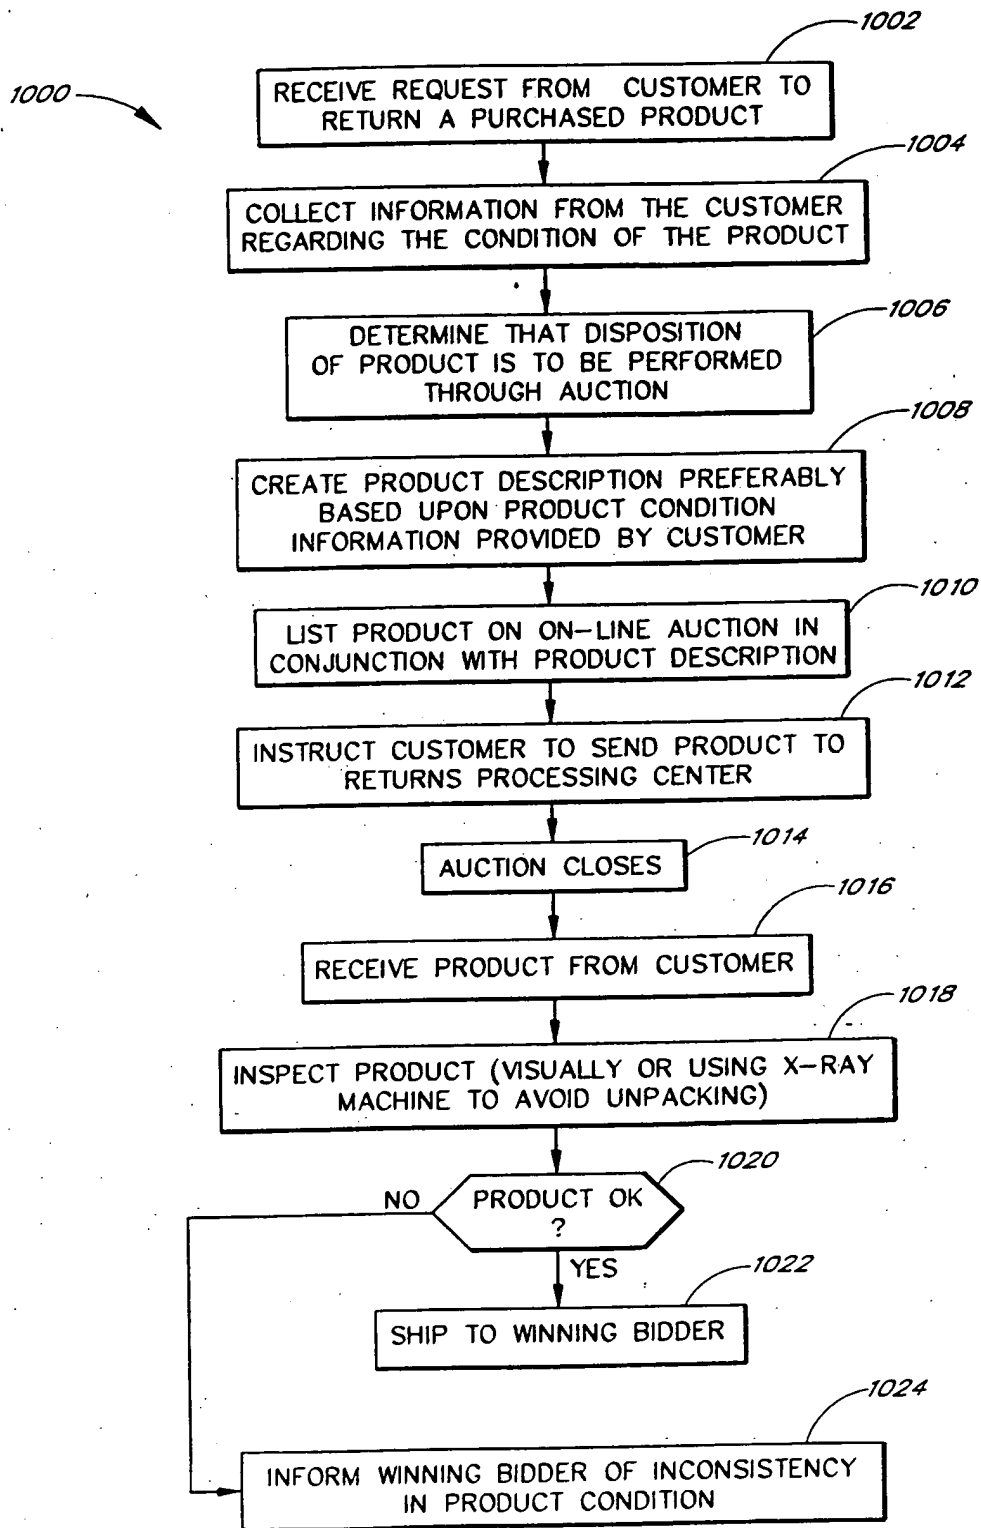 1002
1000
RECEIVE REQUEST FROM CUSTOMER TO
RETURN A PURCHASED PRODUCT
1004
COLLECT INFORMATION FROM THE CUSTOMER
REGARDING THE CONDITION OF THE PRODUCT
1006
DETERMINE THAT DISPOSITION
OF PRODUCT IS TO BE PERFORMED
THROUGH AUCTION
1008
CREATE PRODUCT DESCRIPTION PREFERABLY
BASED UPON PRODUCT CONDITION
INFORMATION PROVIDED BY CUSTOMER
1010
LIST PRODUCT ON ON-LINE AUCTION IN
CONJUNCTION WITH PRODUCT DESCRIPTION
1012
INSTRUCT CUSTOMER TO SEND PRODUCT TO
RETURNS PROCESSING CENTER
1014
AUCTION CLOSES
1016
RECEIVE PRODUCT FROM CUSTOMER
1018
INSPECT PRODUCT (VISUALLY OR USING X-RAY
MACHINE TO AVOID UNPACKING)
1020
NO
PRODUCT OK
?
YES
1022
SHIP TO WINNING BIDDER
1024
INFORM WINNING BIDDER OF INCONSISTENCY
IN PRODUCT CONDITION